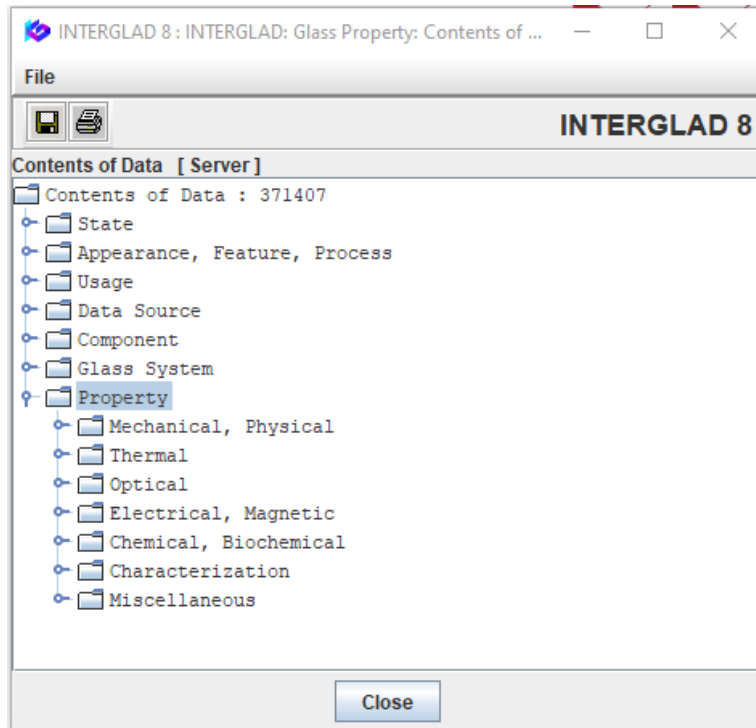 INTERGLAD 8 : INTERGLAD: Glass Property: Contents of ...
File
INTERGLAD 8
Contents of Data [ Server ]
Contents of Data : 371407
State
Appearance, Feature, Process
Usage
Data Source
Component
Glass System
Property
Mechanical, Physical
Thermal
Optical
Electrical, Magnetic
Chemical, Biochemical
Characterization
Miscellaneous
Close